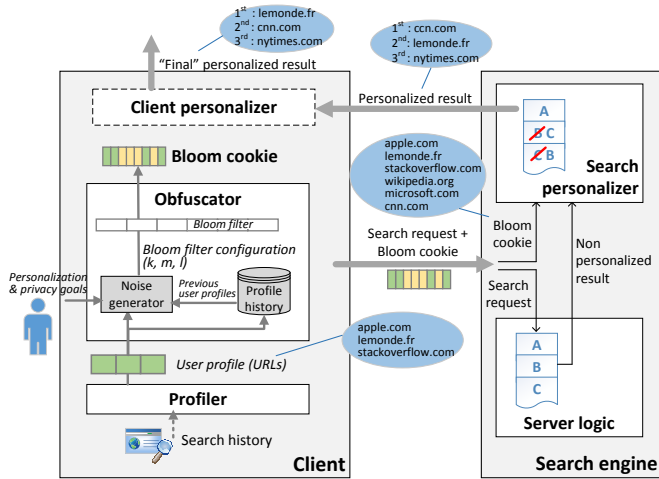 1st : lemonde.fr
2nd : cnn.com
3rd : nytimes.com
1st : ccn.com
2nd : lemonde.fr
3rd : nytimes.com
“Final” personalized result
Client personalizer
Personalized result
Bloom cookie
Obfuscator
Bloom filter
Bloom filter configuration
(k, m, l)
Personalization
& privacy goals
Noise
generator
Previous
user profiles
Profile
history
User profile (URLs)
Profiler
Search history
Client
apple.com
lemonde.fr
stackoverflow.com
wikipedia.org
microsoft.com
cnn.com
Search request +
Bloom cookie
apple.com
lemonde.fr
stackoverflow.com
A
B C
C B
Search
personalizer
Bloom
cookie
Non
personalized
result
Search
request
A
B
C
Server logic
Search engine